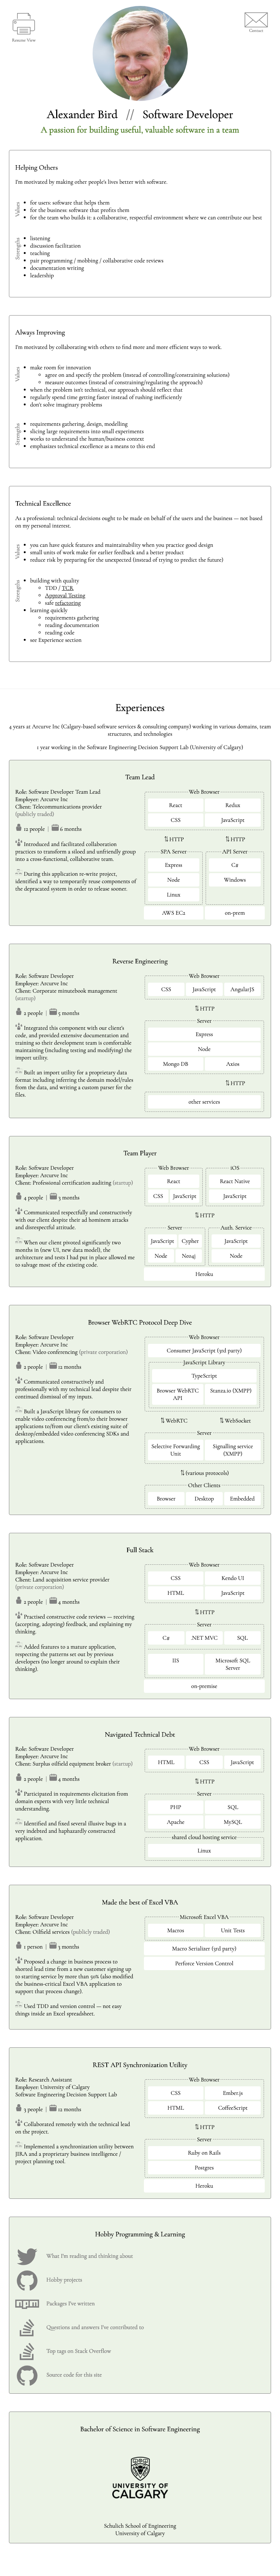 Resume View
Contact
Alexander Bird // Software Developer
A passion for building useful, valuable software in a team
Helping Others
I'm motivated by making other people's lives better with software.
Values
for users: software that helps them
for the business: software that profits them
for the team who builds it: a collaborative, respectful environment where we can contribute our best
Strengths
listening
discussion facilitation
teaching
pair programming / mobbing / collaborative code reviews
documentation writing
leadership
Always Improving
I'm motivated by collaborating with others to find more and more efficient ways to work.
Values
make room for innovation
agree on and specify the problem (instead of controlling/constraining solutions)
measure outcomes (instead of constraining/regulating the approach)
when the problem isn't technical, our approach should reflect that
regularly spend time getting faster instead of rushing inefficiently
don't solve imaginary problems
Strengths
requirements gathering, design, modelling
slicing large requirements into small experiments
works to understand the human/business context
emphasises technical excellence as a means to this end
Technical Excellence
As a professional: technical decisions ought to be made on behalf of the users and the business — not based
on my personal interest.
Values
you can have quick features and maintainability when you practice good design
small units of work make for earlier feedback and a better product
reduce risk by preparing for the unexpected (instead of trying to predict the future)
Strengths
building with quality
TDD / TCR
Approval Testing
safe refactoring
learning quickly
requirements gathering
reading documentation
reading code
see Experience section
Experiences
4 years at Arcurve Inc (Calgary-based software services & consulting company) working in various domains, team
structures, and technologies
1 year working in the Software Engineering Decision Support Lab (University of Calgary)
Team Lead
Role: Software Developer Team Lead
Employer: Arcurve Inc
Client: Telecommunications provider
(publicly traded)
12 people | 6 months
Introduced and facilitated collaboration
practices to transform a siloed and unfriendly group
into a cross-functional, collaborative team.
During this application re-write project,
identified a way to temporarily reuse components of
the depracated system in order to release sooner.
Web Browser
React Redux
CSS JavaScript
⇅ HTTP ⇅ HTTP
SPA Server API Server
Express C#
Node Windows
Linux
AWS EC2 on-prem
Reverse Engineering
Role: Software Developer
Employer: Arcurve Inc
Client: Corporate minutebook management
(startup)
2 people | 5 months
Integrated this component with our client's
code, and provided extensive documentation and
training so their development team is comfortable
maintaining (including testing and modifying) the
import utility.
Built an import utility for a proprietary data
format including inferring the domain model/rules
from the data, and writing a custom parser for the
files.
Web Browser
CSS JavaScript AngularJS
⇅ HTTP
Server
Express
Node
Mongo DB Axios
⇅ HTTP
other services
Team Player
Role: Software Developer
Employer: Arcurve Inc
Client: Professional certification auditing (startup)
4 people | 3 months
Communicated respectfully and constructively
with our client despite their ad hominem attacks
and disrespectful attitude.
When our client pivoted significantly two
months in (new UI, new data model), the
architecture and tests I had put in place allowed me
to salvage most of the existing code.
Web Browser iOS
React React Native
CSS JavaScript JavaScript
⇅ HTTP
Server Auth. Service
JavaScript Cypher JavaScript
Node Neo4j Node
Heroku
Browser WebRTC Protocol Deep Dive
Role: Software Developer
Employer: Arcurve Inc
Client: Video conferencing (private corporation)
2 people | 12 months
Communicated constructively and
professionally with my technical lead despite their
continued dismissal of my inputs.
Built a JavaScript library for consumers to
enable video conferencing from/to their browser
applications to/from our client's existing suite of
desktop/embedded video conferencing SDKs and
applications.
Web Browser
Consumer JavaScript (3rd party)
JavaScript Library
TypeScript
Browser WebRTC
API
Stanza.io (XMPP)
⇅ WebRTC ⇅ WebSocket
Server
Selective Forwarding
Unit
Signalling service
(XMPP)
⇅ (various protocols)
Other Clients
Browser Desktop Embedded
Full Stack
Role: Software Developer
Employer: Arcurve Inc
Client: Land acquisition service provider
(private corporation)
2 people | 4 months
Practised constructive code reviews — receiving
(accepting, adopting) feedback, and explaining my
thinking.
Added features to a mature application,
respecting the patterns set out by previous
developers (no longer around to explain their
thinking).
Web Browser
CSS Kendo UI
HTML JavaScript
⇅ HTTP
Server
C# .NET MVC SQL
IIS
Microsoft SQL
Server
on-premise
Navigated Technical Debt
Role: Software Developer
Employer: Arcurve Inc
Client: Surplus oilfield equipment broker (startup)
2 people | 4 months
Participated in requirements elicitation from
domain experts with very little technical
understanding.
Identified and fixed several illusive bugs in a
very indebted and haphazardly constructed
application.
Web Browser
HTML CSS JavaScript
⇅ HTTP
Server
PHP SQL
Apache MySQL
shared cloud hosting service
Linux
Made the best of Excel VBA
Role: Software Developer
Employer: Arcurve Inc
Client: Oilfield services (publicly traded)
1 person | 3 months
Proposed a change in business process to
shorted lead time from a new customer signing up
to starting service by more than 50% (also modified
the business-critical Excel VBA application to
support that process change).
Used TDD and version control — not easy
things inside an Excel spreadsheet.
Microsoft Excel VBA
Macros Unit Tests
Macro Serializer (3rd party)
Perforce Version Control
REST API Synchronization Utility
Role: Research Assistant
Employer: University of Calgary
Software Engineering Decision Support Lab
3 people | 12 months
Collaborated remotely with the technical lead
on the project.
Implemented a synchronization utility between
JIRA and a proprietary business intelligence /
project planning tool.
Web Browser
CSS Ember.js
HTML CoffeeScript
⇅ HTTP
Server
Ruby on Rails
Postgres
Heroku
Hobby Programming & Learning
What I'm reading and thinking about
Hobby projects
npm
Packages I've written
Questions and answers I've contributed to
Top tags on Stack Overflow
Source code for this site
Bachelor of Science in Software Engineering
UNIVERSITY OF
CALGARY
Schulich School of Engineering
University of Calgary